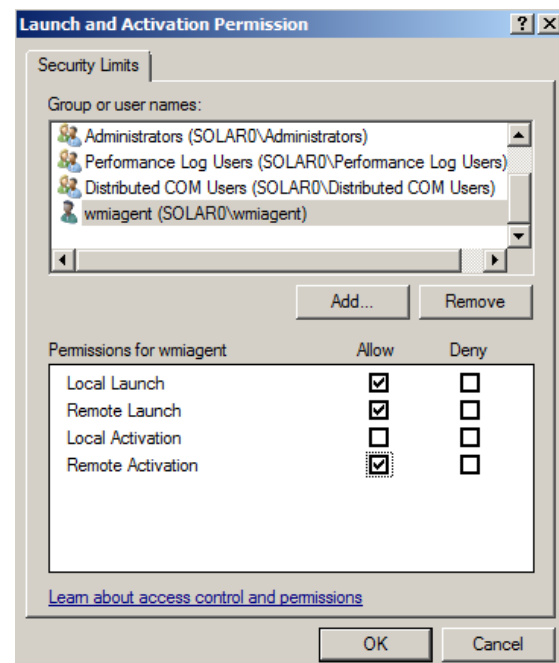 Launch and Activation Permission
Security Limits
Group or user names:
Administrators (SOLAR0\Administrators)
Performance Log Users (SOLAR0\Performance Log Users)
Distributed COM Users (SOLAR0\Distributed COM Users)
wmiagent (SOLAR0\wmiagent)
Add... Remove
Permissions for wmiagent Allow Deny
Local Launch
Remote Launch
Local Activation
Remote Activation
Learn about access control and permissions
OK Cancel